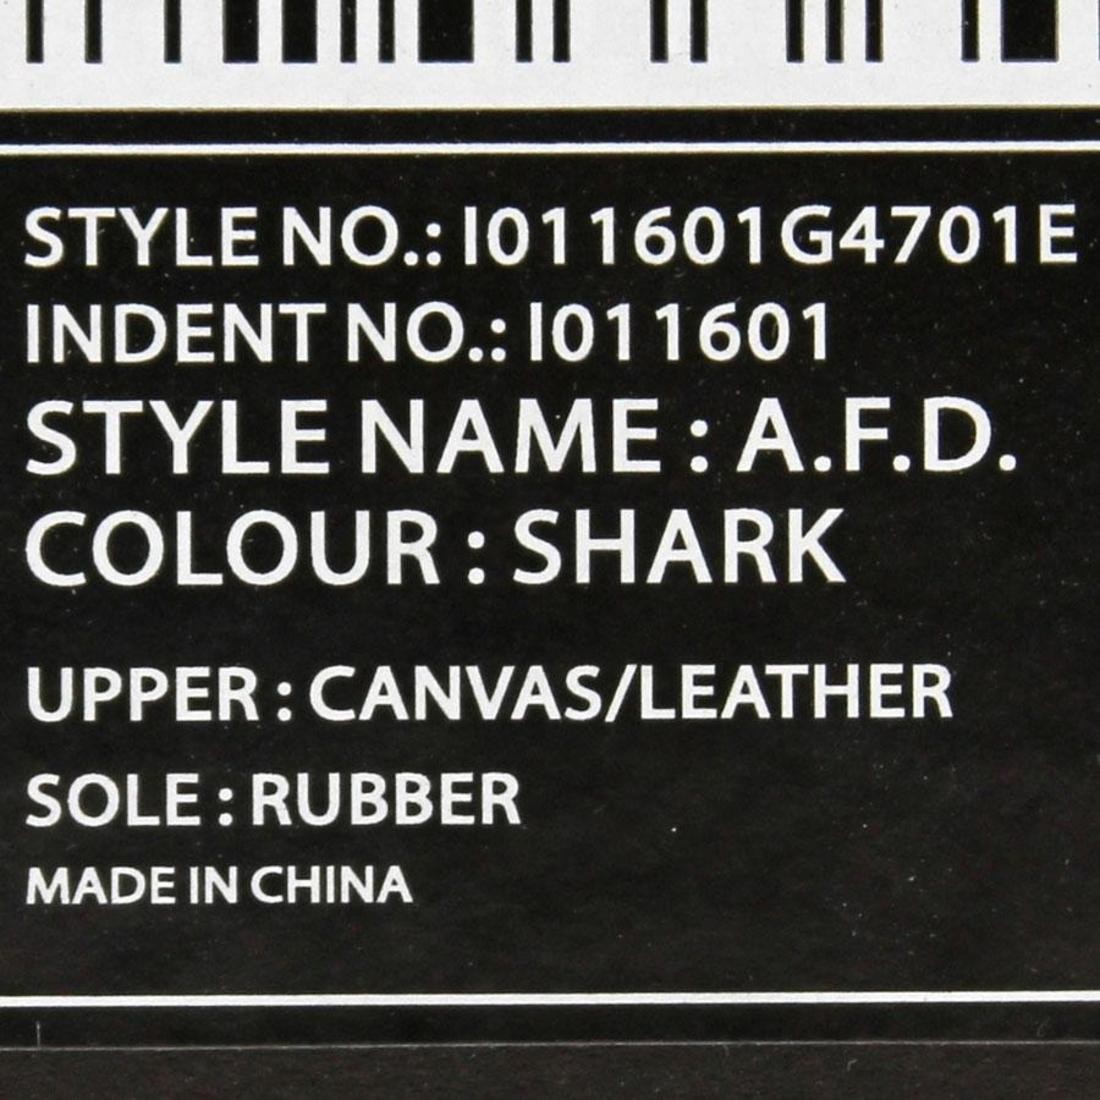 STYLE NO.: I011601G4701E
INDENT NO.: I011601
STYLE NAME : A.F.D.
COLOUR : SHARK
UPPER : CANVAS/LEATHER
SOLE : RUBBER
MADE IN CHINA